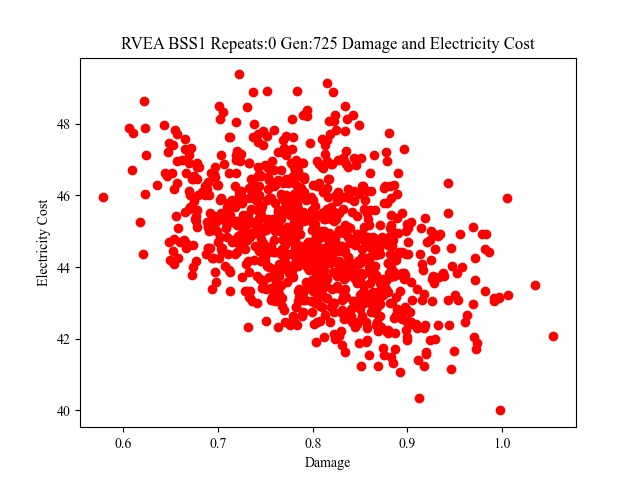 RVEA BSS1 Repeats:0 Gen:725 Damage and Electricity Cost
Electricity Cost
48
46
44
42
40
0.6 0.7 0.8 0.9 1.0
Damage